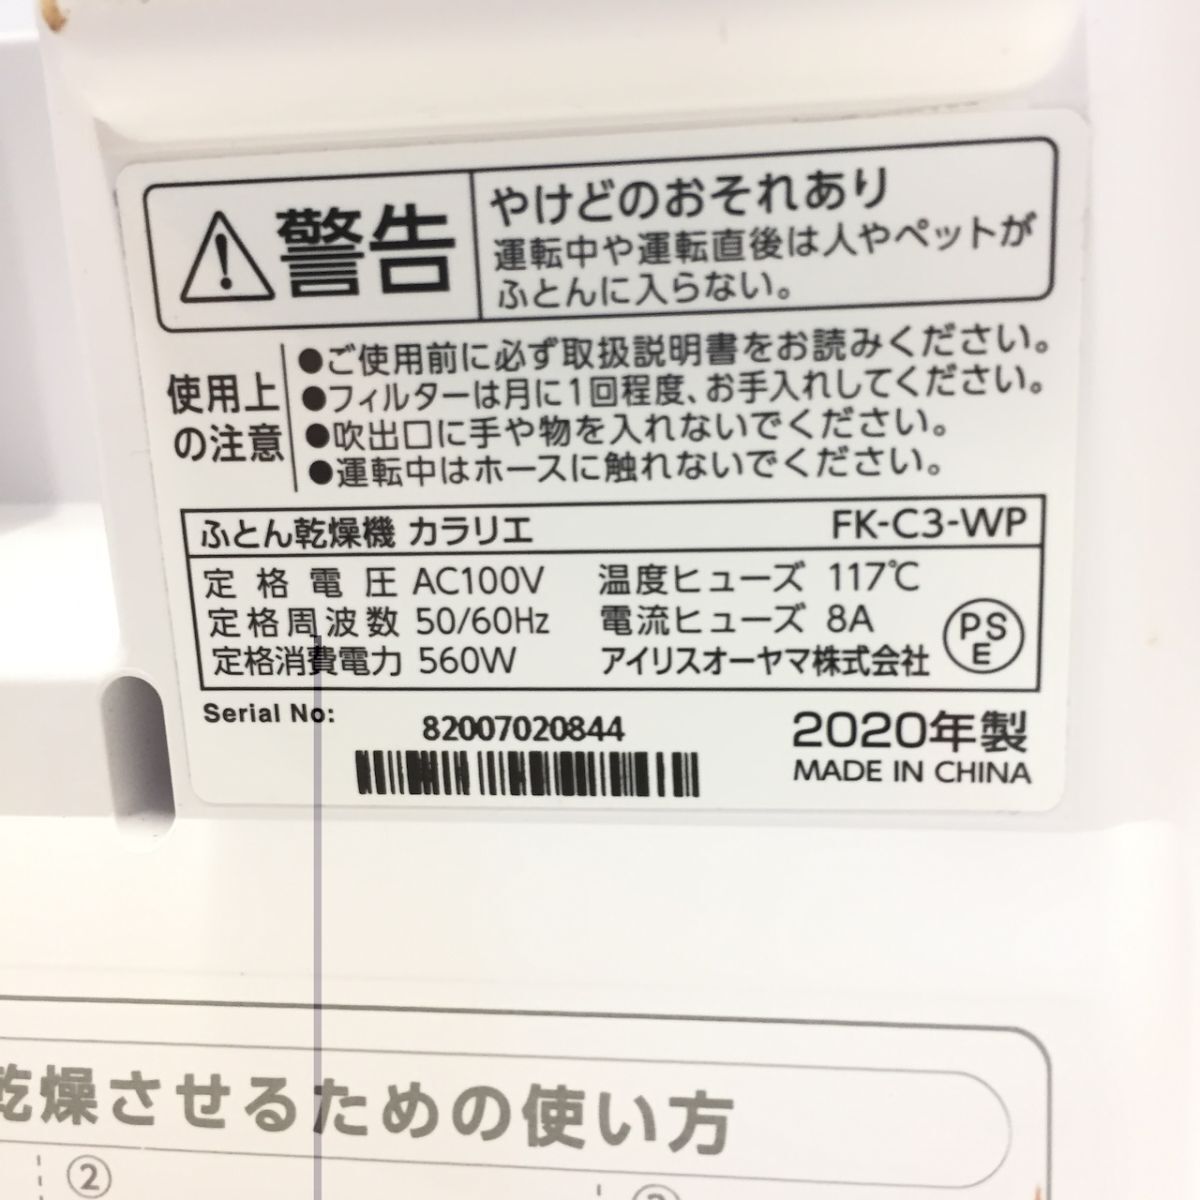 警告
やけどのおそれあり
運転中や運転直後は人やペットが
ふとんに入らない。
使用上
の注意
●ご使用前に必ず取扱説明書をお読みください。
●フィルターは月に1回程度、お手入れしてください。
●吹出口に手や物を入れないでください。
●運転中はホースに触れないでください。
ふとん乾燥機 カラリエ FK-C3-WP
定格電圧 AC100V 温度ヒューズ 117℃
定格周波数 50/60Hz 電流ヒューズ 8A
定格消費電力 560W アイリスオーヤマ株式会社
PS
E
Serial No:
82007020844
2020年製
MADE IN CHINA
乾燥させるための使い方
②